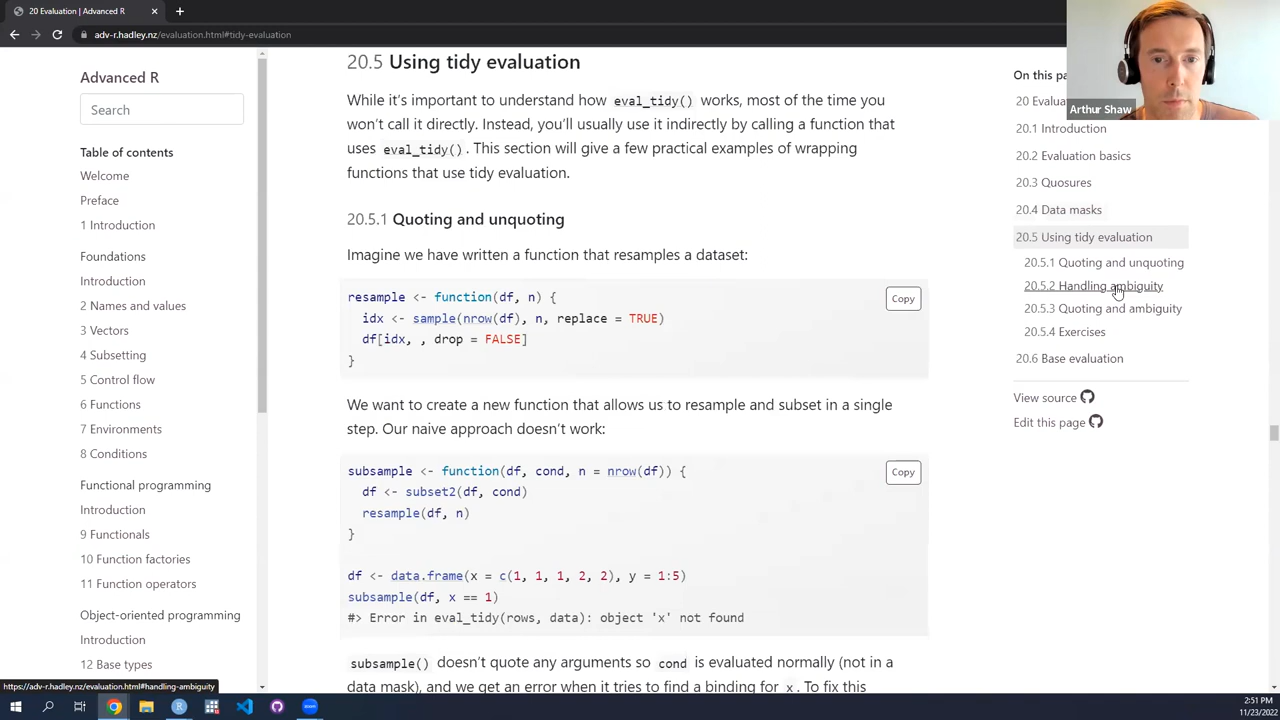 20 Evaluation | Advanced R
adv-r.hadley.nz/evaluation.html#tidy-evaluation
Arthur Shaw
Advanced R
Search
Table of contents
Welcome
Preface
1 Introduction
Foundations
Introduction
2 Names and values
3 Vectors
4 Subsetting
5 Control flow
6 Functions
7 Environments
8 Conditions
Functional programming
Introduction
9 Functionals
10 Function factories
11 Function operators
Object-oriented programming
Introduction
12 Base types
20.5 Using tidy evaluation
While it's important to understand how eval_tidy() works, most of the time you
won't call it directly. Instead, you'll usually use it indirectly by calling a function that
uses eval_tidy(). This section will give a few practical examples of wrapping
functions that use tidy evaluation.
20.5.1 Quoting and unquoting
Imagine we have written a function that resamples a dataset:
Copy
resample <- function(df, n) {
  idx <- sample(nrow(df), n, replace = TRUE)
  df[idx, , drop = FALSE]
}
We want to create a new function that allows us to resample and subset in a single
step. Our naive approach doesn't work:
Copy
subsample <- function(df, cond, n = nrow(df)) {
  df <- subset2(df, cond)
  resample(df, n)
}
df <- data.frame(x = c(1, 1, 1, 2, 2), y = 1:5)
subsample(df, x == 1)
#> Error in eval_tidy(rows, data): object 'x' not found
subsample() doesn't quote any arguments so cond is evaluated normally (not in a
data mask), and we get an error when it tries to find a binding for x. To fix this
On this pa
20 Evalua
20.1 Introduction
20.2 Evaluation basics
20.3 Quosures
20.4 Data masks
20.5 Using tidy evaluation
20.5.1 Quoting and unquoting
20.5.2 Handling ambiguity
20.5.3 Quoting and ambiguity
20.5.4 Exercises
20.6 Base evaluation
View source
Edit this page
https://adv-r.hadley.nz/evaluation.html#handling-ambiguity
zoom
2:51 PM
11/23/2022